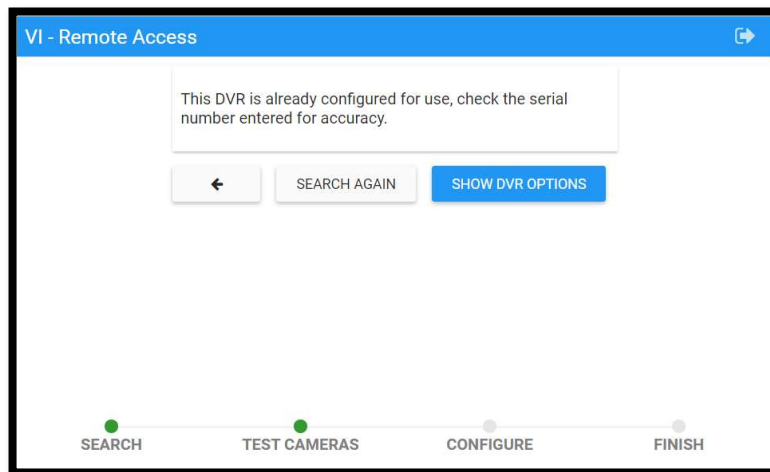 VI - Remote Access
This DVR is already configured for use, check the serial
number entered for accuracy.
SEARCH AGAIN
SHOW DVR OPTIONS
SEARCH
TEST CAMERAS
CONFIGURE
FINISH